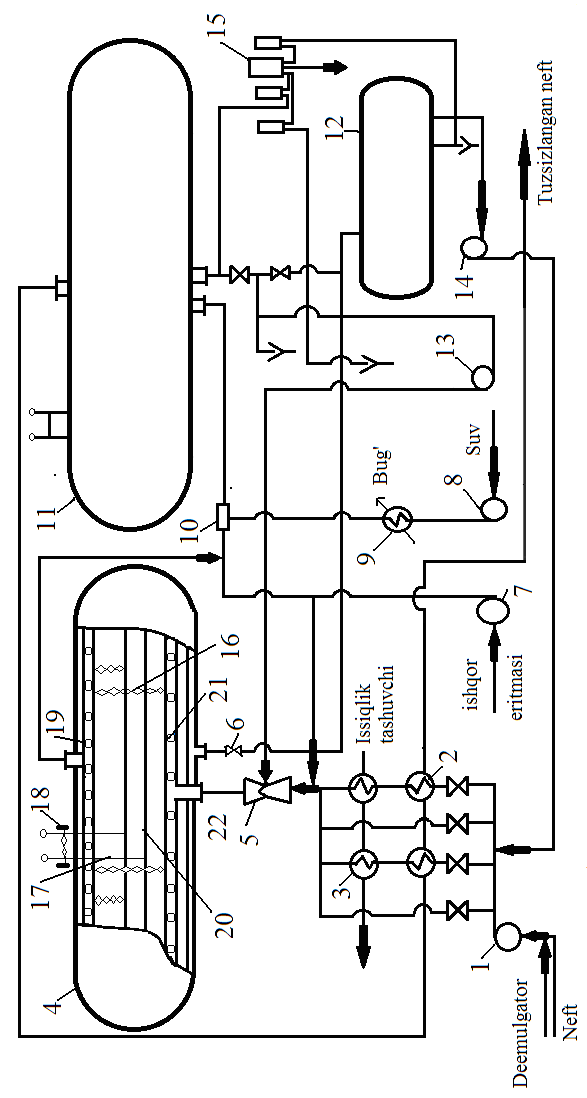 4
17
18
19
11
10
15
22
20
21
16
6
5
12
3
9
Bug'
Issiqlik
tashuvchi
2
8
13
14
Suv
ishqor
eritmasi
1
7
Deemulgator
Tuzsizlangan neft
Neft